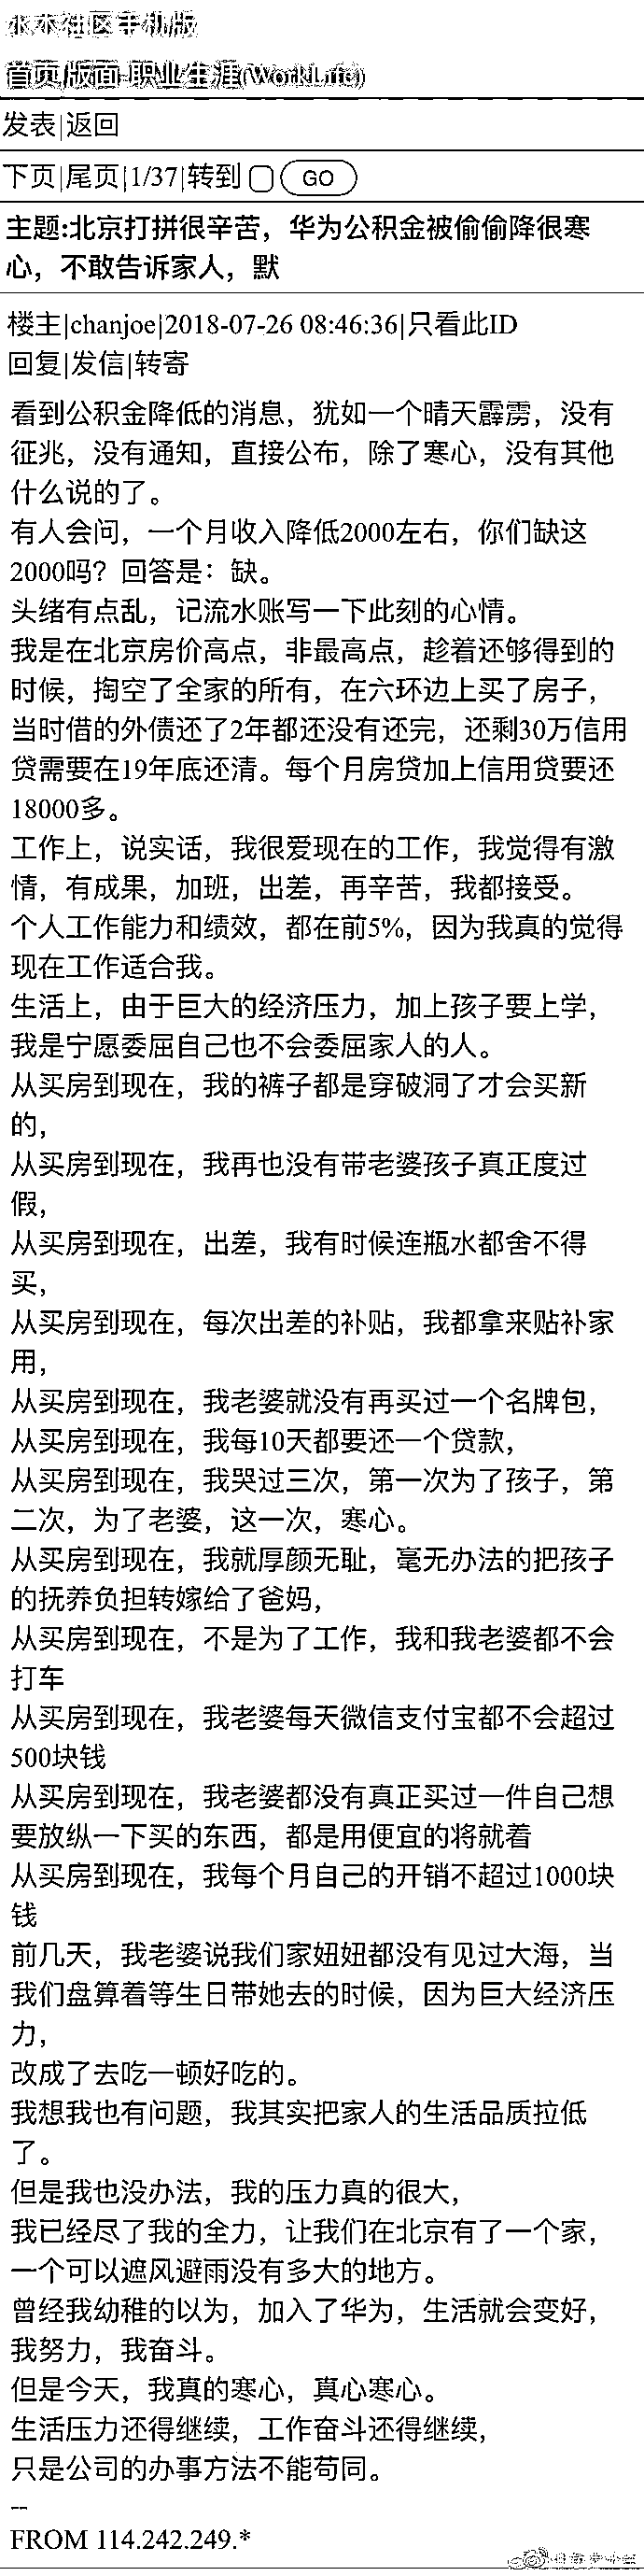 水木社区手机版
首页|版面-职业生涯(WorkLife)
发表|返回
下页|尾页|1/37|转到 GO
主题:北京打拼很辛苦，华为公积金被偷偷降很寒
心，不敢告诉家人，默
楼主|chanjoe|2018-07-26 08:46:36|只看此ID
回复|发信|转寄
看到公积金降低的消息，犹如一个晴天霹雳，没有
征兆，没有通知，直接公布，除了寒心，没有其他
什么说的了。
有人会问，一个月收入降低2000左右，你们缺这
2000吗？回答是：缺。
头绪有点乱，记流水账写一下此刻的心情。
我是在北京房价高点，非最高点，趁着还够得到的
时候，掏空了全家的所有，在六环边上买了房子，
当时借的外债还了2年都还没有还完，还剩30万信用
贷需要在19年底还清。每个月房贷加上信用贷要还
18000多。
工作上，说实话，我很爱现在的工作，我觉得有激
情，有成果，加班，出差，再辛苦，我都接受。
个人工作能力和绩效，都在前5%，因为我真的觉得
现在工作适合我。
生活上，由于巨大的经济压力，加上孩子要上学，
我是宁愿委屈自己也不会委屈家人的人。
从买房到现在，我的裤子都是穿破洞了才会买新
的，
从买房到现在，我再也没有带老婆孩子真正度过
假，
从买房到现在，出差，我有时候连瓶水都舍不得
买，
从买房到现在，每次出差的补贴，我都拿来贴补家
用，
从买房到现在，我老婆就没有再买过一个名牌包，
从买房到现在，我每10天都要还一个贷款，
从买房到现在，我哭过三次，第一次为了孩子，第
二次，为了老婆，这一次，寒心。
从买房到现在，我就厚颜无耻，毫无办法的把孩子
的抚养负担转嫁给了爸妈，
从买房到现在，不是为了工作，我和我老婆都不会
打车
从买房到现在，我老婆每天微信支付宝都不会超过
500块钱
从买房到现在，我老婆都没有真正买过一件自己想
要放纵一下买的东西，都是用便宜的将就着
从买房到现在，我每个月自己的开销不超过1000块
钱
前几天，我老婆说我们家妞妞都没有见过大海，当
我们盘算着等生日带她去的时候，因为巨大经济压
力，
改成了去吃一顿好吃的。
我想我也有问题，我其实把家人的生活品质拉低
了。
但是我也没办法，我的压力真的很大，
我已经尽了我的全力，让我们在北京有了一个家，
一个可以遮风避雨没有多大的地方。
曾经我幼稚的以为，加入了华为，生活就会变好，
我努力，我奋斗。
但是今天，我真的寒心，真心寒心。
生活压力还得继续，工作奋斗还得继续，
只是公司的办事方法不能苟同。
--
FROM 114.242.249.*